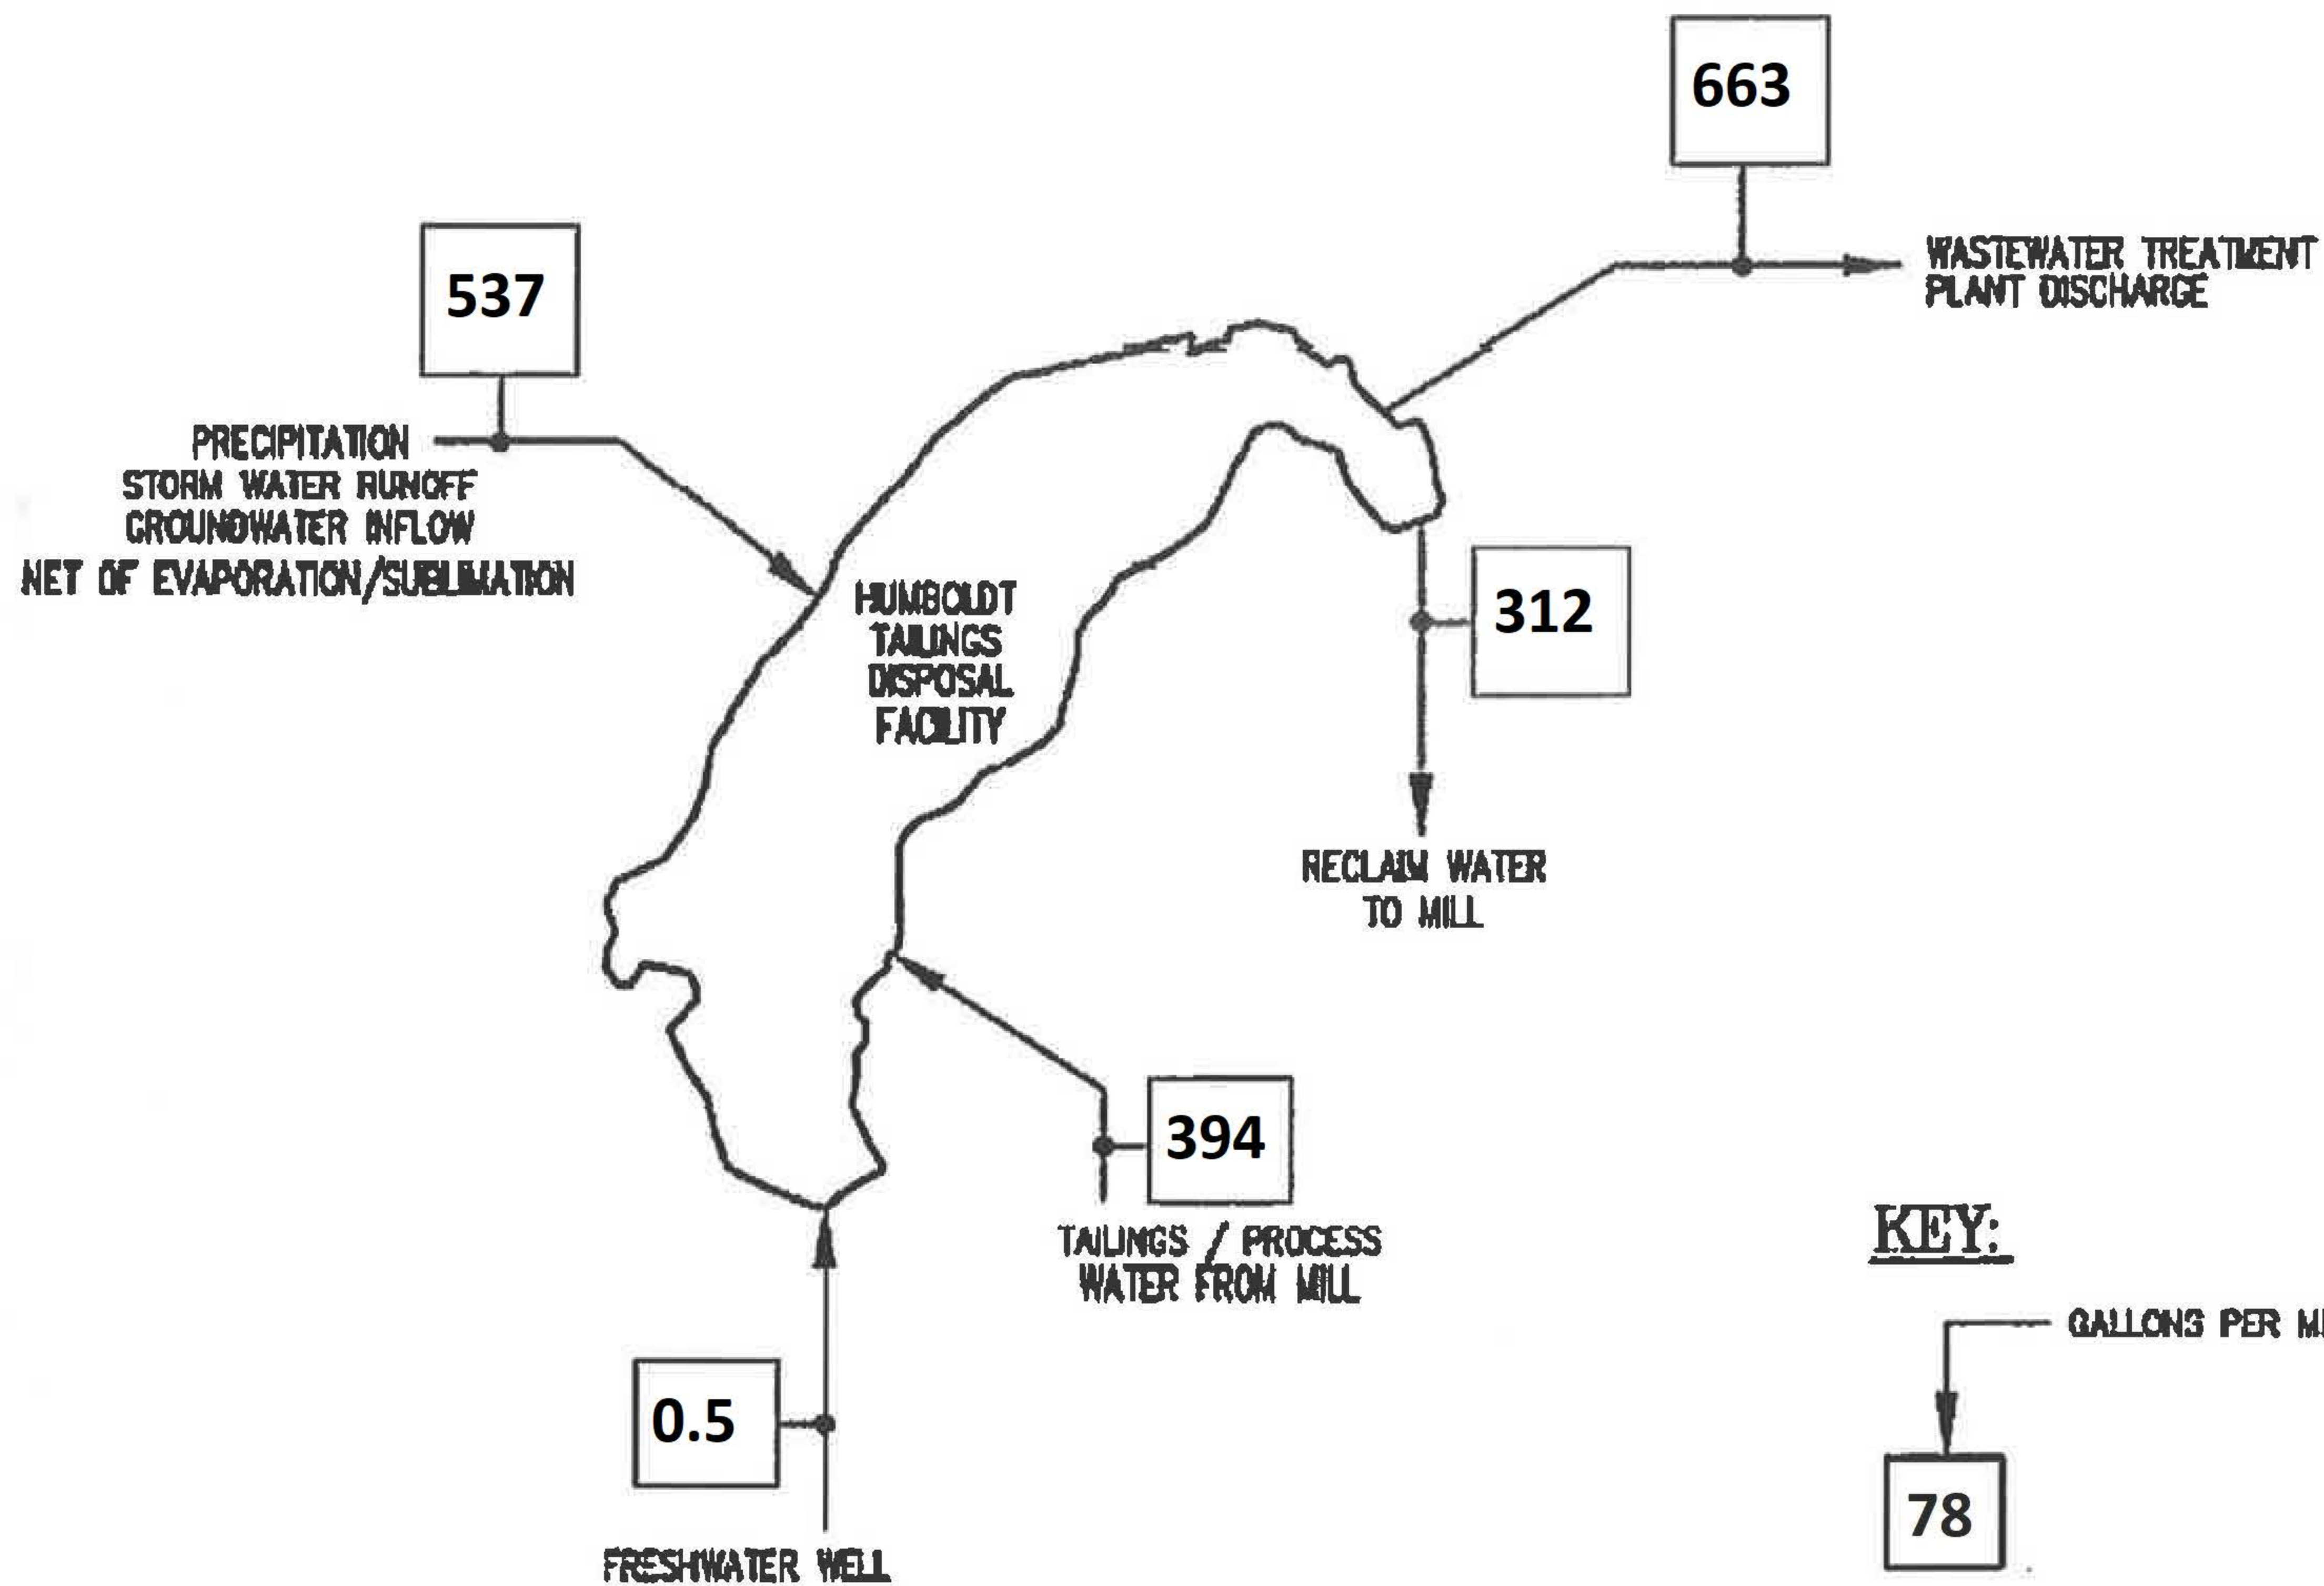 663
WASTEWATER TREATMENT
PLANT DISCHARGE
537
PRECIPITATION
STORM WATER RUNOFF
GROUNDWATER INFLOW
NET OF EVAPORATION/SUBLIMATION
HUMBOLDT
TAILINGS
DISPOSAL
FACILITY
312
RECLAIM WATER
TO MILL
394
TAILINGS / PROCESS
WATER FROM MILL
0.5
FRESHWATER WELL
KEY:
GALLONS PER
78